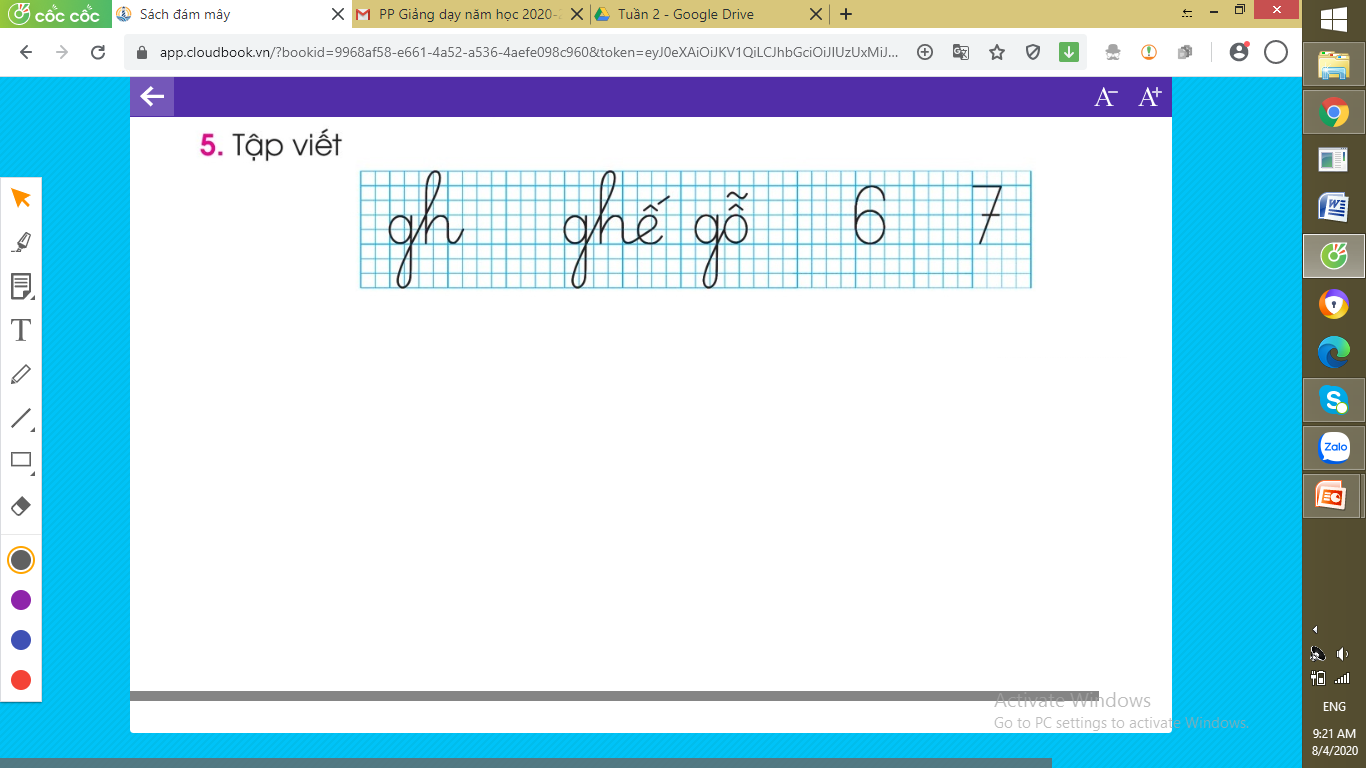 cốc cốc Sách đám mây PP Giảng dạy năm học 2020-2 Tuần 2 - Google Drive
app.cloudbook.vn/?bookid=9968af58-e661-4a52-a536-4aefe098c960&token=eyJ0eXAiOiJKV1QiLCJhbGciOiJIUzUxMiJ...
A- A+
5. Tập viết
gh ghế gỗ 6 7
T
Zalo
Activate Windows
Go to PC settings to activate Windows.
ENG
9:21 AM
8/4/2020